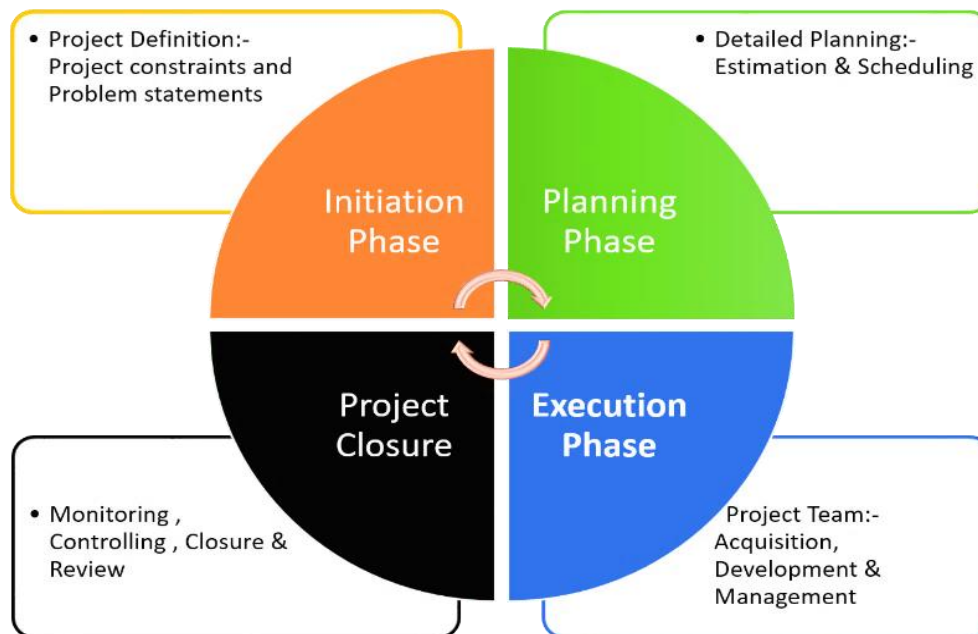 • Project Definition:-
Project constraints and
Problem statements
• Detailed Planning:-
Estimation & Scheduling
Initiation
Phase
Planning
Phase
Project
Closure
Execution
Phase
• Monitoring ,
Controlling , Closure &
Review
Project Team:-
Acquisition,
Development &
Management